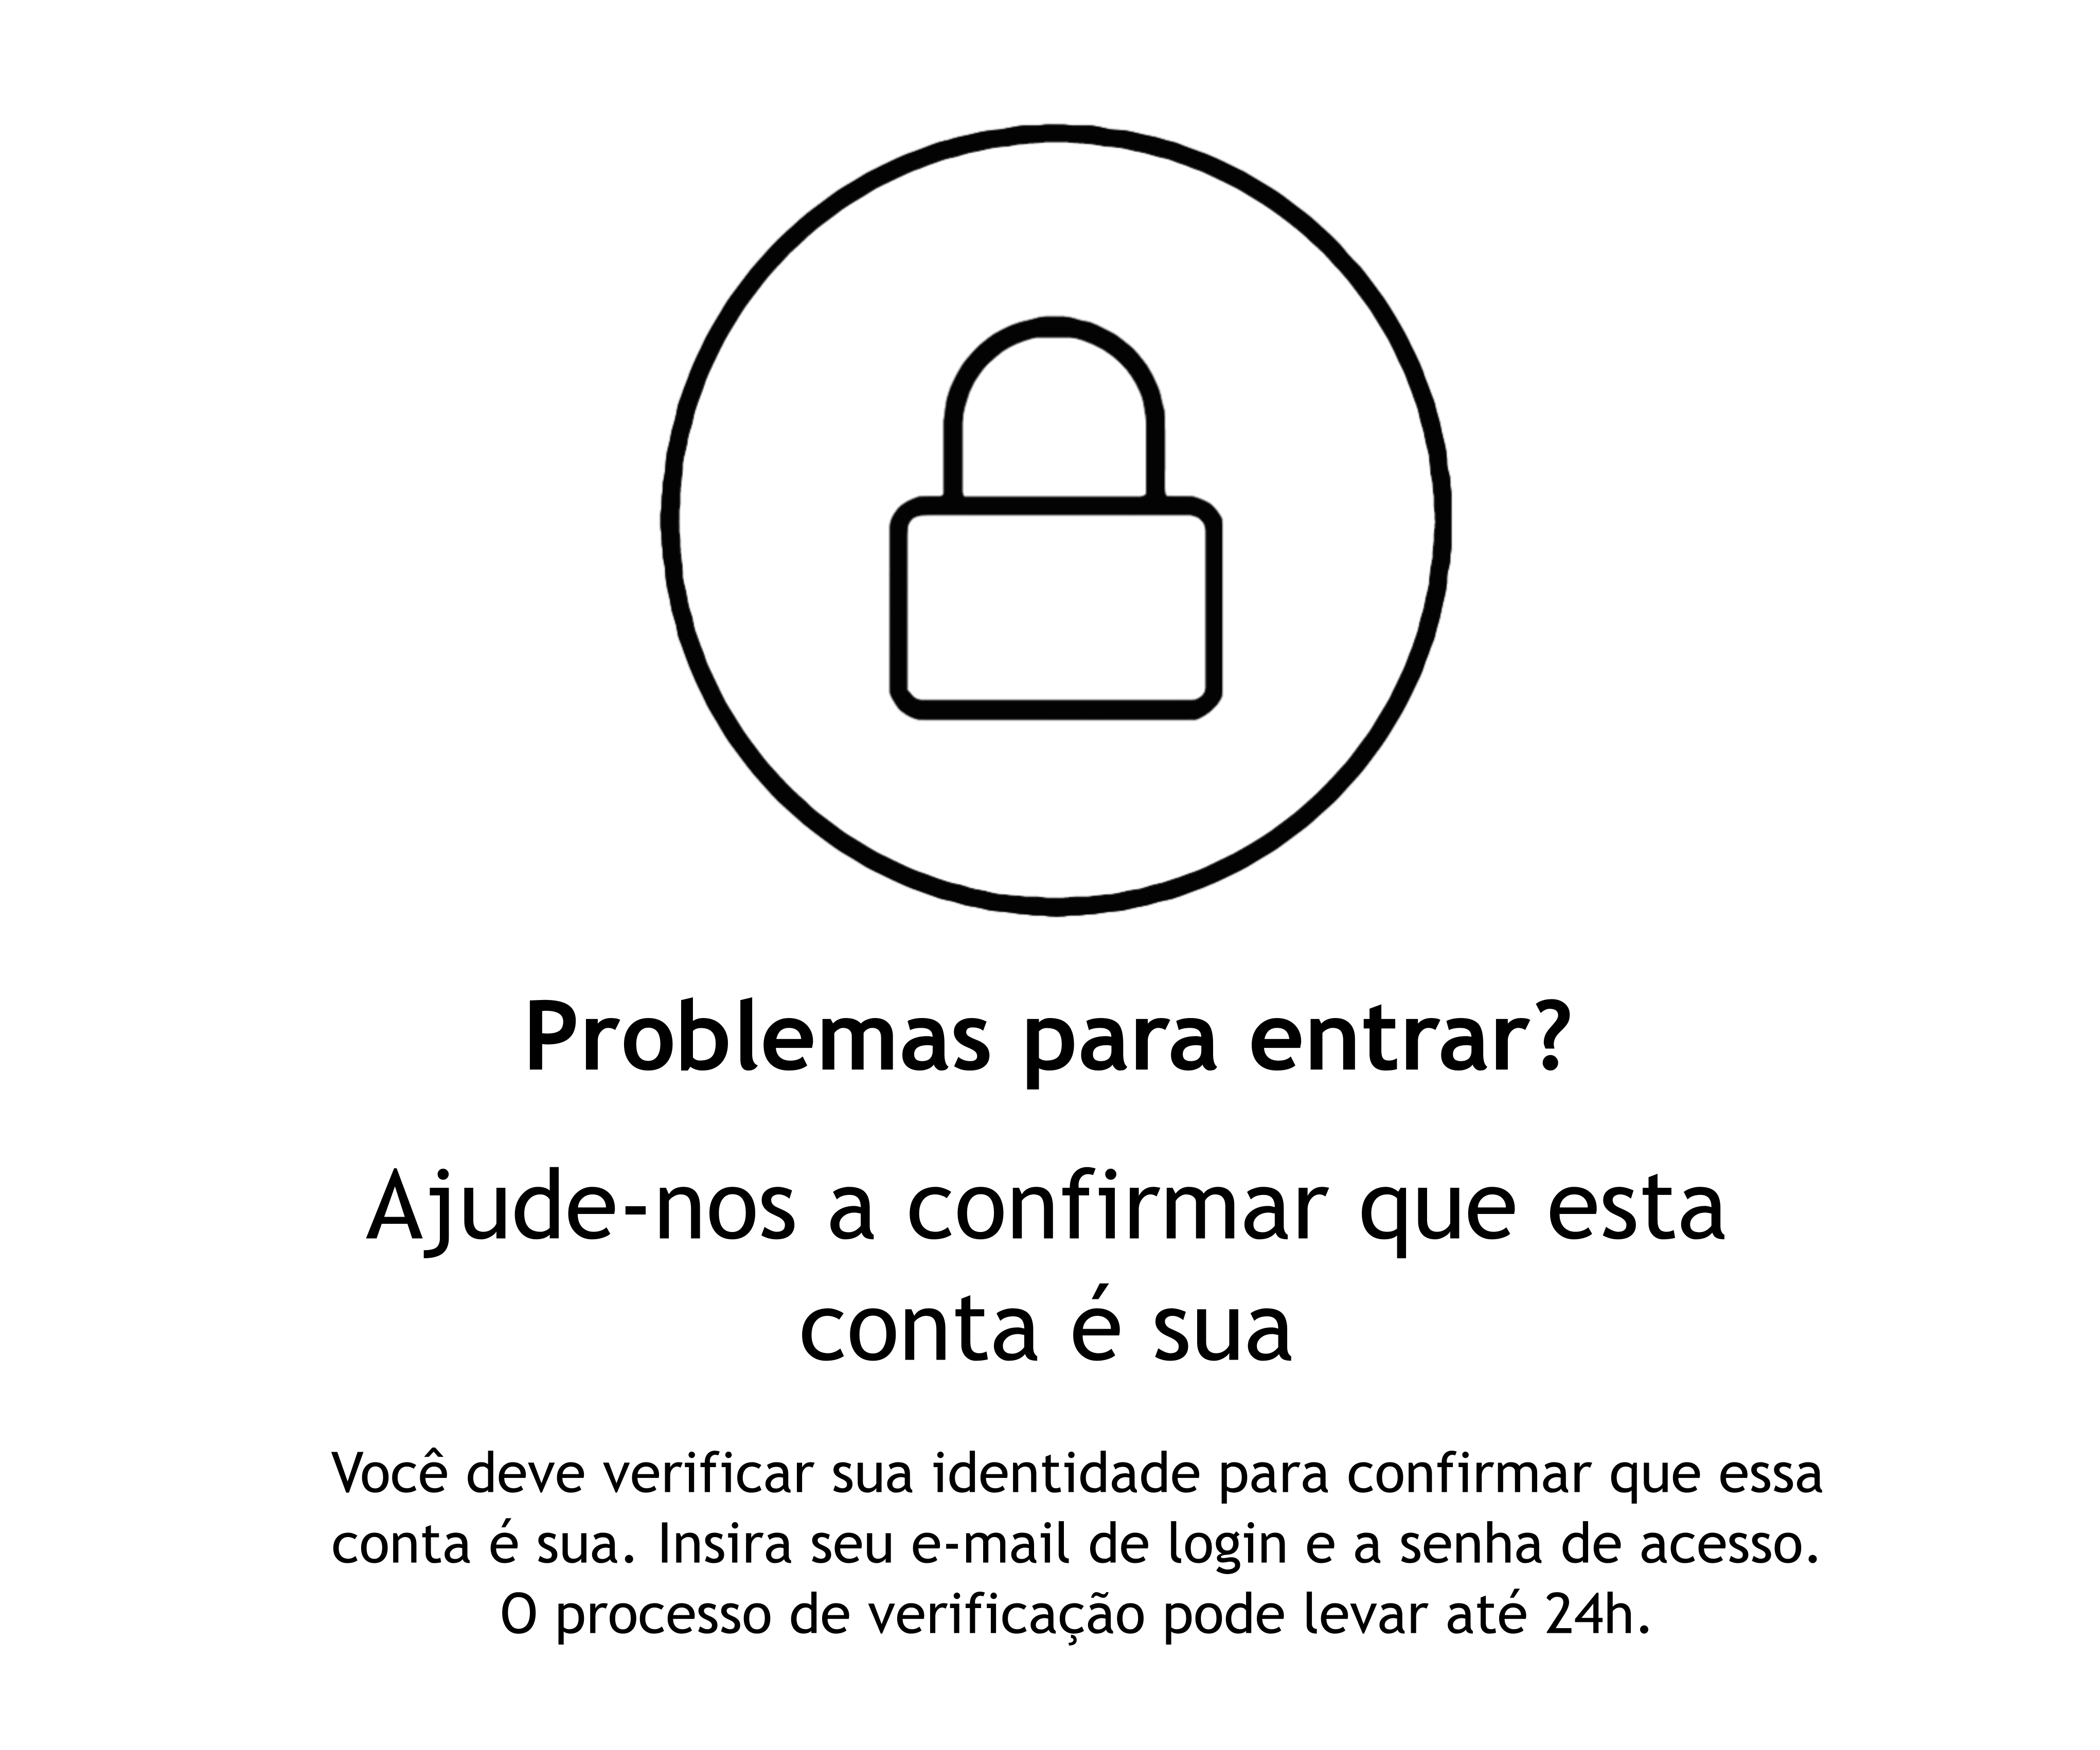 Problemas para entrar?
Ajude-nos a confirmar que esta
conta é sua
Você deve verificar sua identidade para confirmar que essa
conta é sua. Insira seu e-mail de login e a senha de acesso.
O processo de verificação pode levar até 24h.